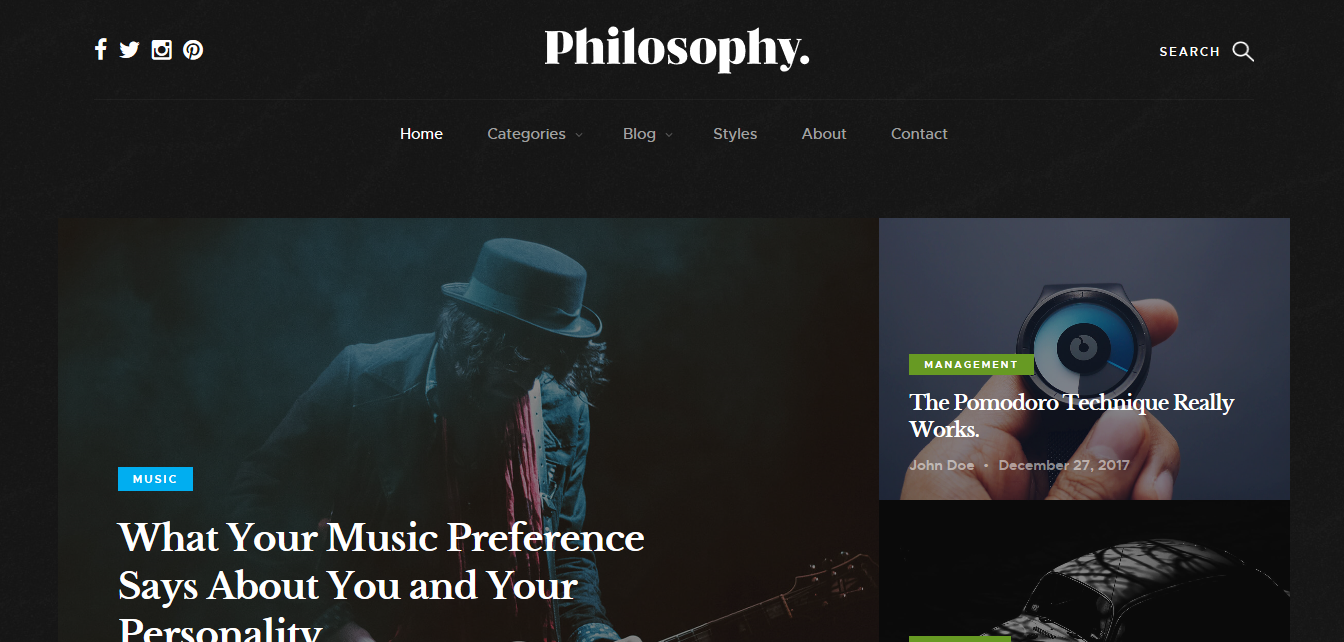 Philosophy.
SEARCH
Home
Categories
Blog
Styles
About
Contact
MUSIC
What Your Music Preference
Says About You and Your
Personality
MANAGEMENT
The Pomodoro Technique Really
Works.
John Doe • December 27, 2017